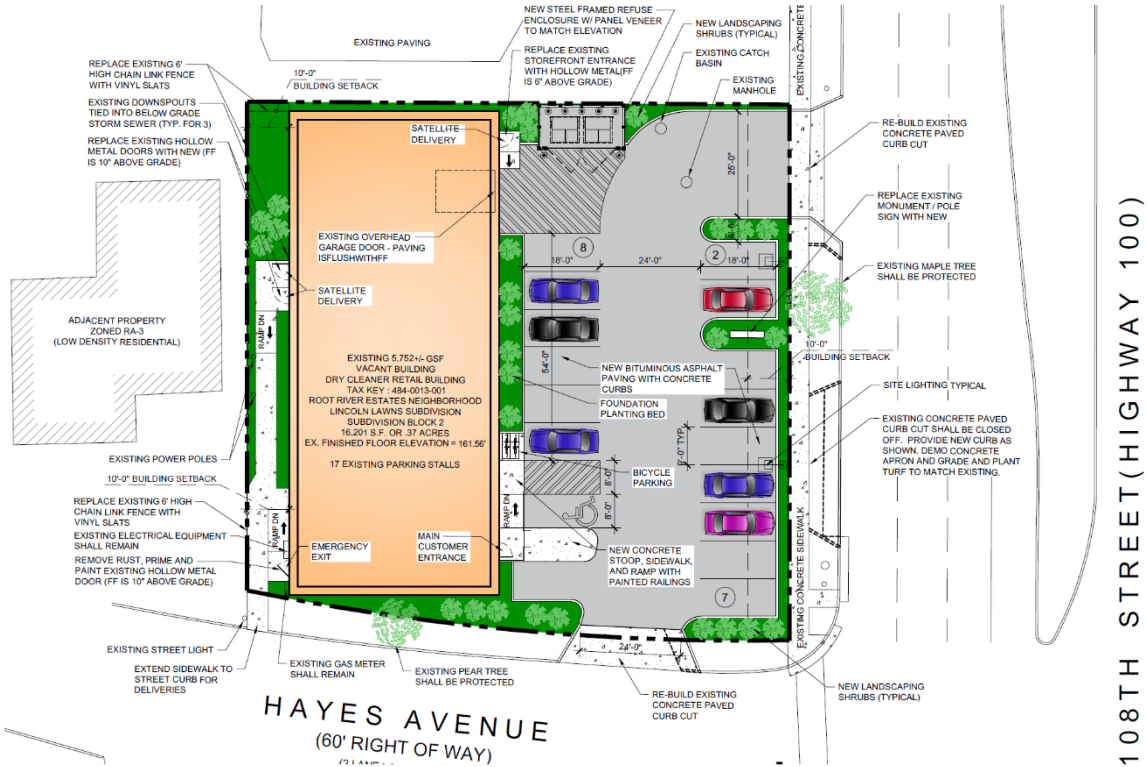 NEW STEEL FRAMED REFUSE
ENCLOSURE W/ PANEL VENEER
TO MATCH ELEVATION
NEW LANDSCAPING
SHRUBS (TYPICAL)
EXISTING PAVING
REPLACE EXISTING
STOREFRONT ENTRANCE
WITH HOLLOW METAL(FF
IS 6" ABOVE GRADE)
EXISTING CATCH
BASIN
EXISTING
MANHOLE
EXISTING CONCRETE
REPLACE EXISTING 6'
HIGH CHAIN LINK FENCE
WITH VINYL SLATS
10'-0"
BUILDING SETBACK
EXISTING DOWNSPOUTS
TIED INTO BELOW GRADE
STORM SEWER (TYP. FOR 3)
REPLACE EXISTING HOLLOW
METAL DOORS WITH NEW (FF
IS 10" ABOVE GRADE)
SATELLITE
DELIVERY
RE-BUILD EXISTING
CONCRETE PAVED
CURB CUT
25'-0"
REPLACE EXISTING
MONUMENT / POLE
SIGN WITH NEW
EXISTING OVERHEAD
GARAGE DOOR - PAVING
ISFLUSHWITHFF
8
2
18'-0"
24'-0"
18'-0"
EXISTING MAPLE TREE
SHALL BE PROTECTED
SATELLITE
DELIVERY
ADJACENT PROPERTY
ZONED RA-3
(LOW DENSITY RESIDENTIAL)
RAMP DN
54'-0"
10'-0"
BUILDING SETBACK
EXISTING 5,752+/- GSF
VACANT BUILDING
DRY CLEANER RETAIL BUILDING
TAX KEY : 484-0013-001
ROOT RIVER ESTATES NEIGHBORHOOD
LINCOLN LAWNS SUBDIVISION
SUBDIVISION BLOCK 2
16,201 S.F. OR .37 ACRES
EX. FINISHED FLOOR ELEVATION = 161.56'
17 EXISTING PARKING STALLS
NEW BITUMINOUS ASPHALT
PAVING WITH CONCRETE
CURBS
FOUNDATION
PLANTING BED
SITE LIGHTING TYPICAL
EXISTING CONCRETE PAVED
CURB CUT SHALL BE CLOSED
OFF. PROVIDE NEW CURB AS
SHOWN. DEMO CONCRETE
APRON AND GRADE AND PLANT
TURF TO MATCH EXISTING.
EXISTING POWER POLES
BICYCLE
PARKING
8'-0"
8'-0"
10'-0" BUILDING SETBACK
REPLACE EXISTING 6' HIGH
CHAIN LINK FENCE WITH
VINYL SLATS
EXISTING ELECTRICAL EQUIPMENT
SHALL REMAIN
REMOVE RUST, PRIME AND
PAINT EXISTING HOLLOW METAL
DOOR (FF IS 10" ABOVE GRADE)
RAMP DN
EMERGENCY
EXIT
MAIN
CUSTOMER
ENTRANCE
RAMP DN
NEW CONCRETE
STOOP, SIDEWALK,
AND RAMP WITH
PAINTED RAILINGS
EXISTING CONCRETE SIDEWALK
7
EXISTING STREET LIGHT
EXTEND SIDEWALK TO
STREET CURB FOR
DELIVERIES
EXISTING GAS METER
SHALL REMAIN
EXISTING PEAR TREE
SHALL BE PROTECTED
24'-0"
RE-BUILD EXISTING
CONCRETE PAVED
CURB CUT
NEW LANDSCAPING
SHRUBS (TYPICAL)
HAYES AVENUE
(60' RIGHT OF WAY)
108TH STREET(HIGHWAY 100)